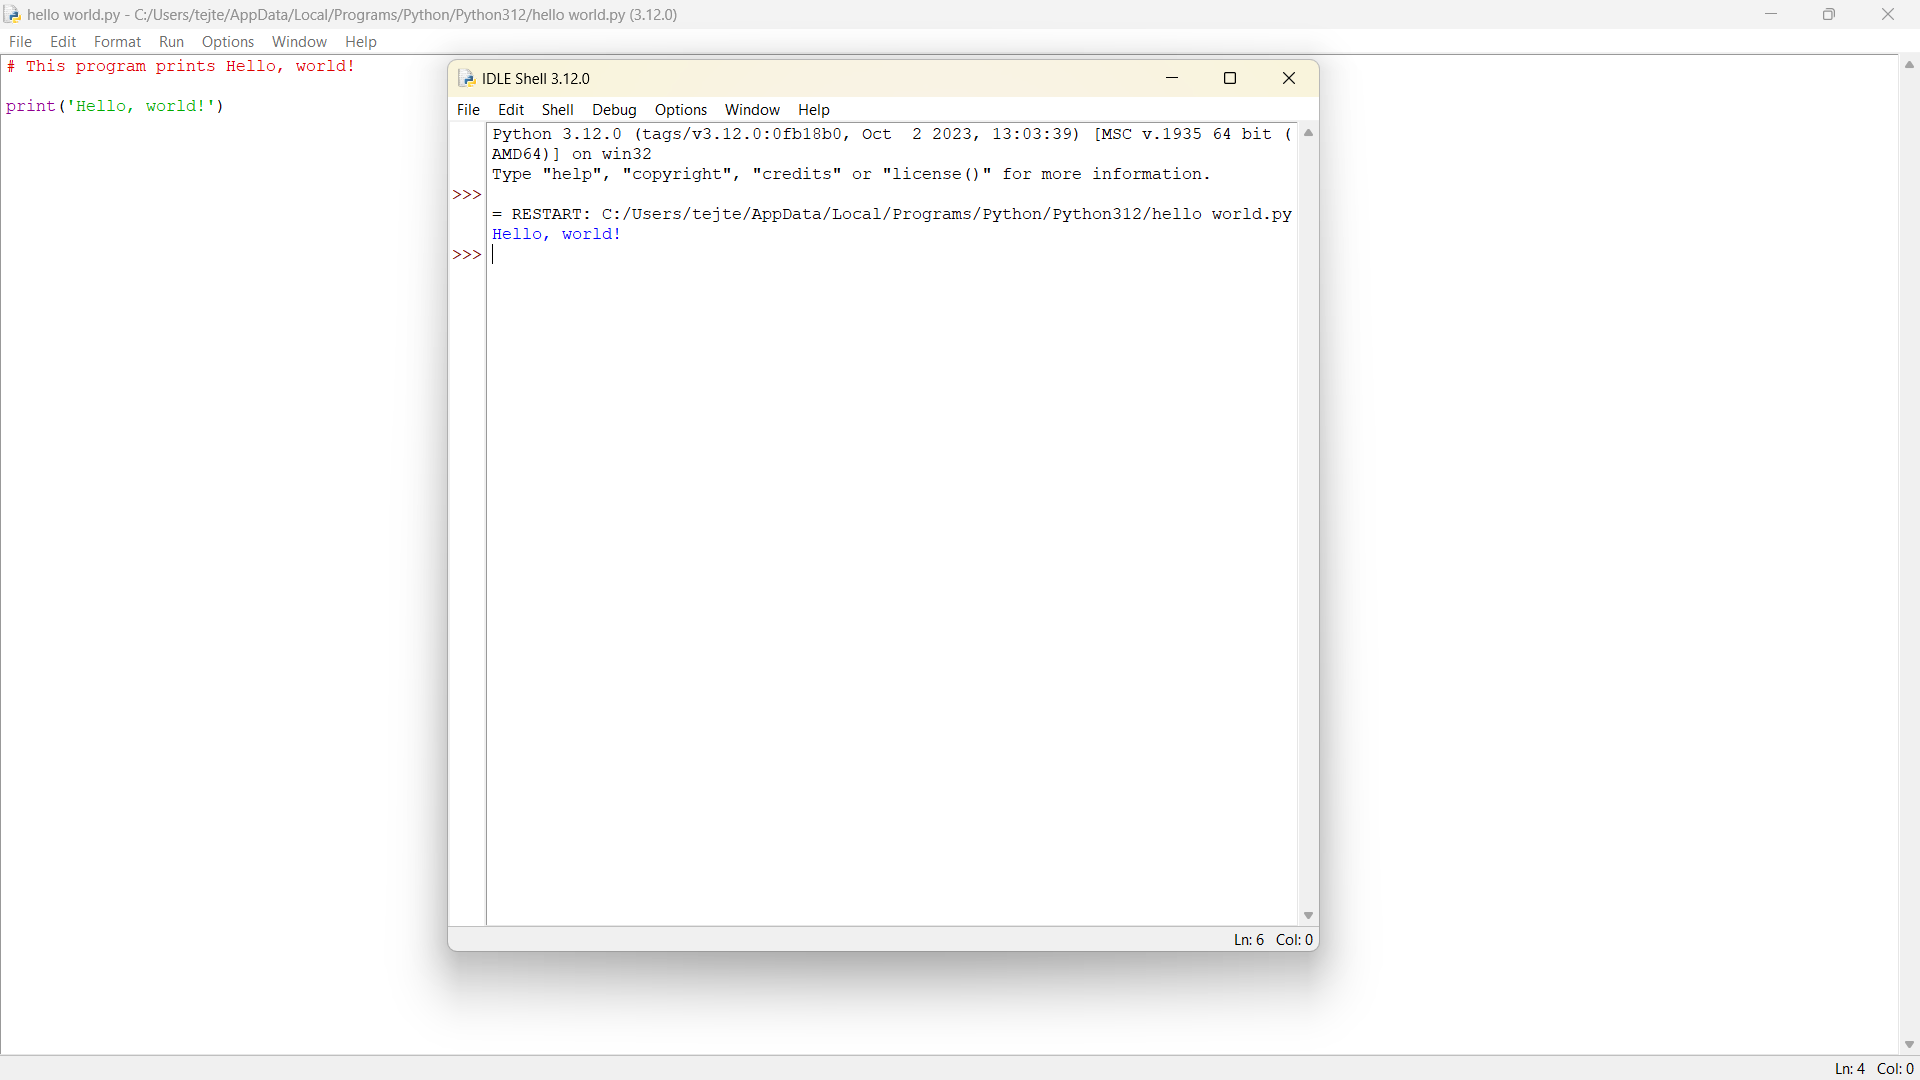 hello world.py - C:/Users/tejte/AppData/Local/Programs/Python/Python312/hello world.py (3.12.0)
File Edit Format Run Options Window Help
# This program prints Hello, world!
print('Hello, world!')
IDLE Shell 3.12.0
File Edit Shell Debug Options Window Help
Python 3.12.0 (tags/v3.12.0:0fb18b0, Oct  2 2023, 13:03:39) [MSC v.1935 64 bit (
AMD64)] on win32
Type "help", "copyright", "credits" or "license()" for more information.
>>>
= RESTART: C:/Users/tejte/AppData/Local/Programs/Python/Python312/hello world.py
Hello, world!
>>>
Ln: 6 Col: 0
Ln: 4 Col: 0